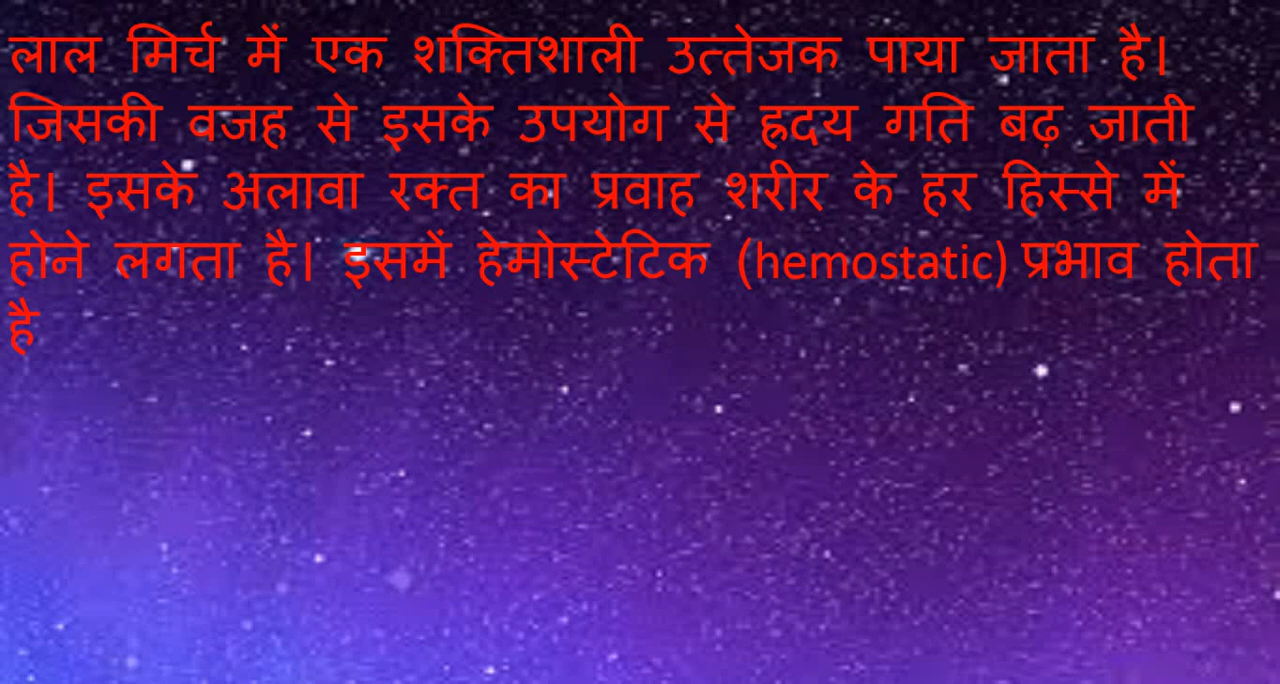 लाल मिर्च में एक शक्तिशाली उत्तेजक पाया जाता है।
जिसकी वजह से इसके उपयोग से ह्रदय गति बढ़ जाती
है। इसके अलावा रक्त का प्रवाह शरीर के हर हिस्से में
होने लगता है। इसमें हेमोस्टेटिक (hemostatic) प्रभाव होता
है